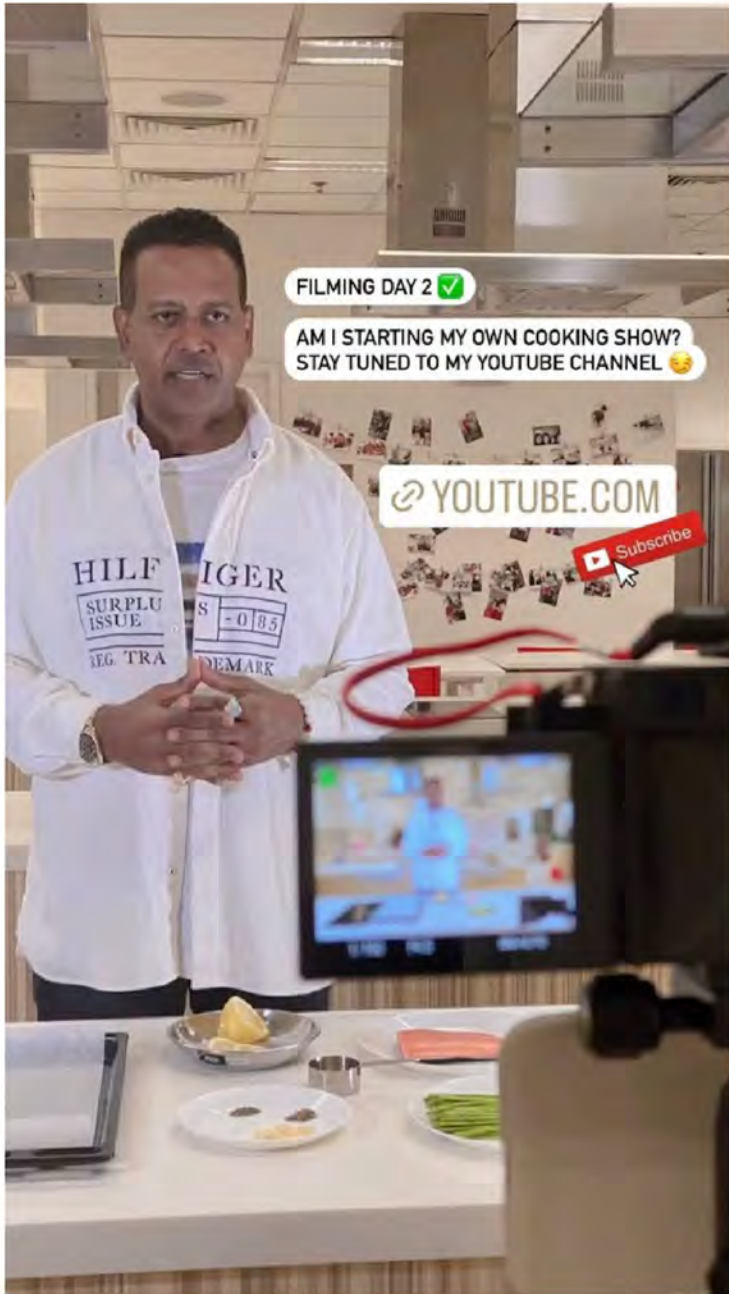 FILMING DAY 2 ✅
AM I STARTING MY OWN COOKING SHOW?
STAY TUNED TO MY YOUTUBE CHANNEL 😏
YOUTUBE.COM
Subscribe
HILF IGER
SURPLU S
ISSUE -085
REG. TRA DEMARK